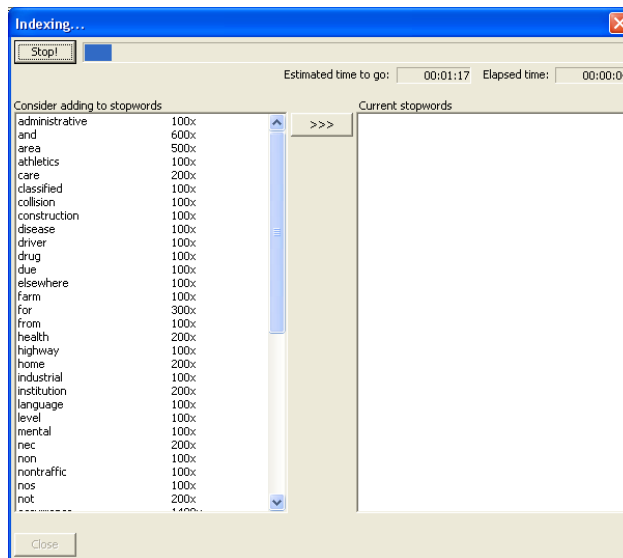 Indexing...
Stop!
Estimated time to go: 00:01:17 Elapsed time: 00:00:0
Consider adding to stopwords
Current stopwords
>>>
administrative 100x
and 600x
area 500x
athletics 100x
care 200x
classified 100x
collision 100x
construction 100x
disease 100x
driver 100x
drug 100x
due 100x
elsewhere 100x
farm 100x
for 300x
from 100x
health 200x
highway 100x
home 200x
industrial 100x
institution 200x
language 100x
level 100x
mental 100x
nec 200x
non 100x
nontraffic 100x
nos 100x
not 200x
Close